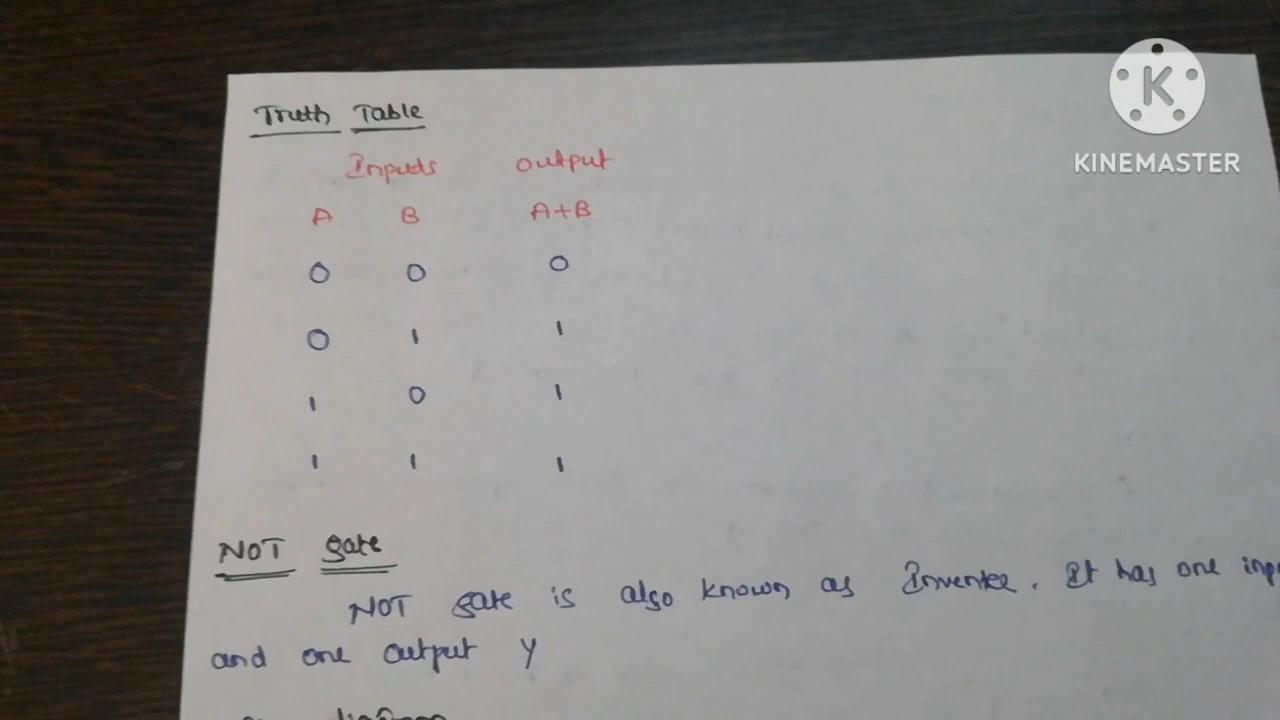 Truth Table
Inputs output
A B A+B
0 0 0
0 1 1
1 0 1
1 1 1
NOT gate
NOT gate is also known as Inverter. It has one inp
and one output Y
KINEMASTER